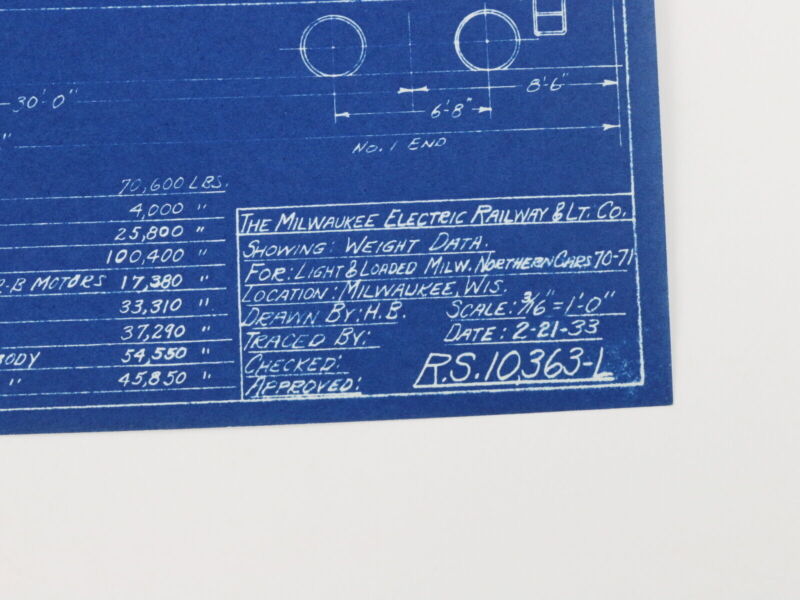 30'-0"
8'-6"
6'-8"
No. 1 END
70,600 LBS.
4,000 "
25,800 "
100,400 "
B MOTORS 17,380 "
33,310 "
37,290 "
BODY 54,550 "
" 45,850 "
THE MILWAUKEE ELECTRIC RAILWAY & LT. CO.
SHOWING: WEIGHT DATA.
FOR: LIGHT & LOADED MILW. NORTHERN CARS 70-71
LOCATION: MILWAUKEE, WIS.
DRAWN BY: H.B. SCALE: 3/16" = 1'-0"
TRACED BY: DATE: 2-21-33
CHECKED:
APPROVED: R.S. 10,363-L